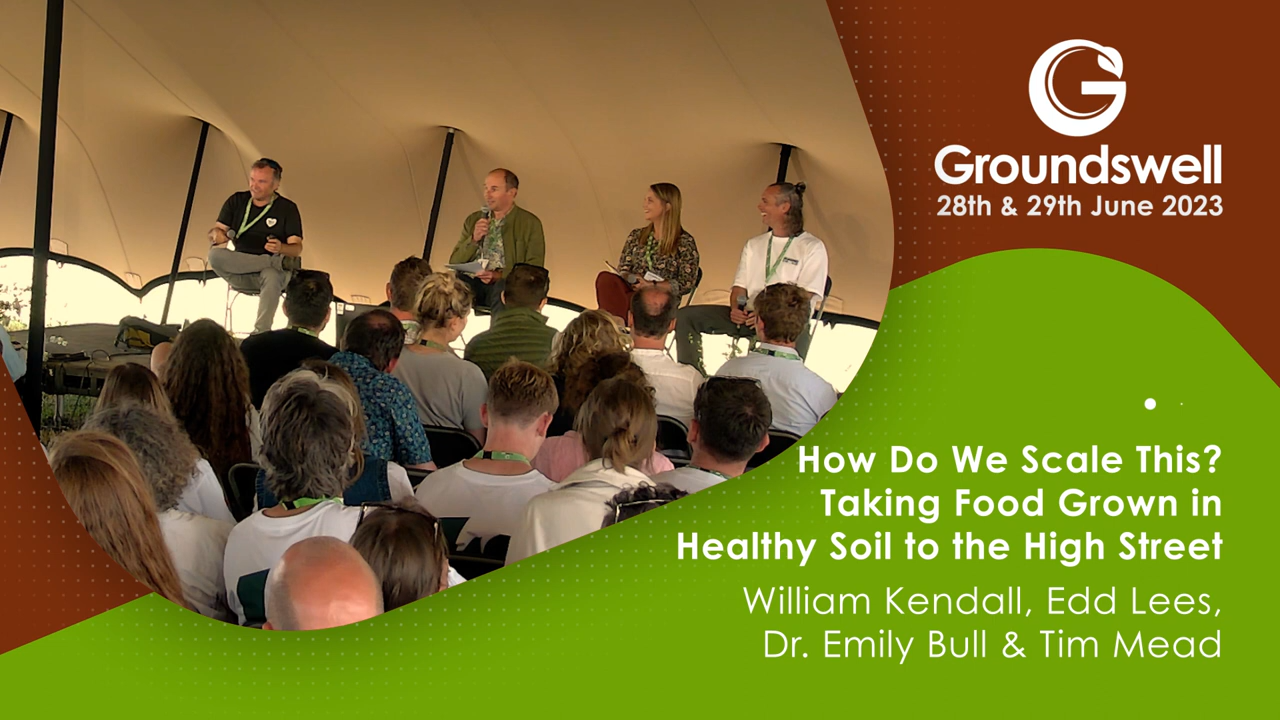 Groundswell
28th & 29th June 2023
How Do We Scale This?
Taking Food Grown in
Healthy Soil to the High Street
William Kendall, Edd Lees,
Dr. Emily Bull & Tim Mead